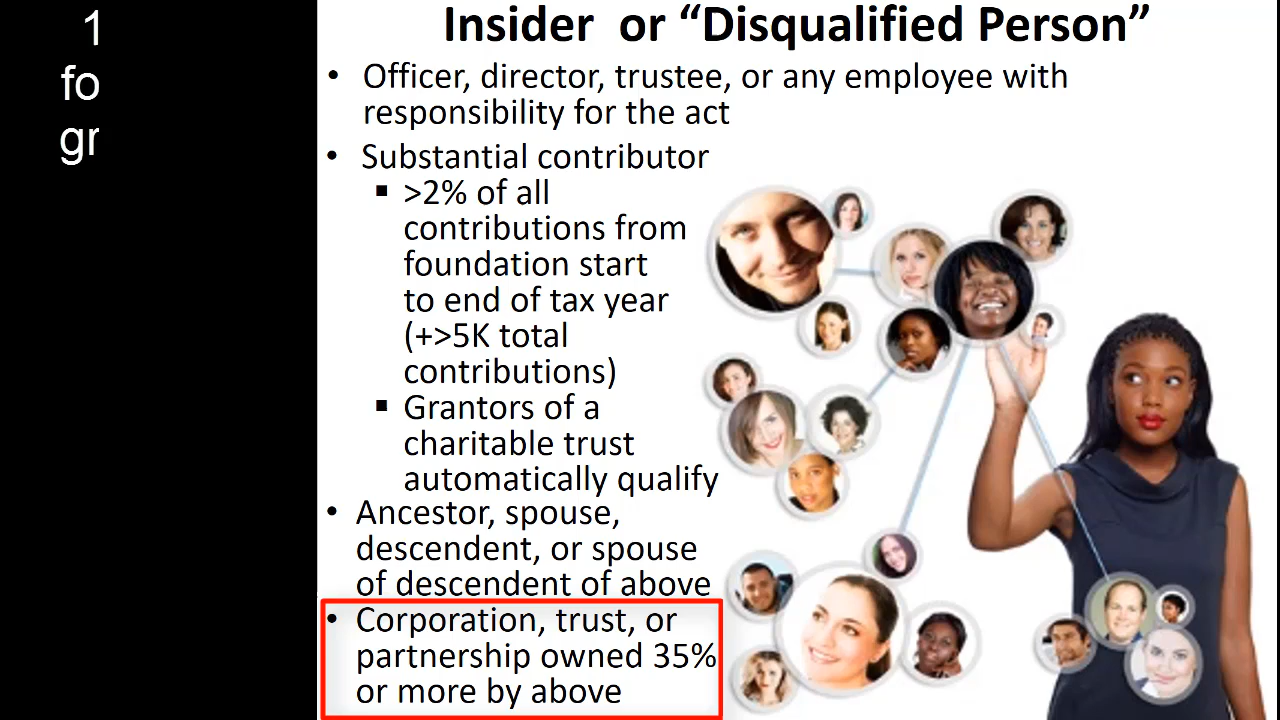 1
fo
gr
Insider or “Disqualified Person”
• Officer, director, trustee, or any employee with
responsibility for the act
• Substantial contributor
▪ >2% of all
contributions from
foundation start
to end of tax year
(+>5K total
contributions)
▪ Grantors of a
charitable trust
automatically qualify
• Ancestor, spouse,
descendent, or spouse
of descendent of above
• Corporation, trust, or
partnership owned 35%
or more by above